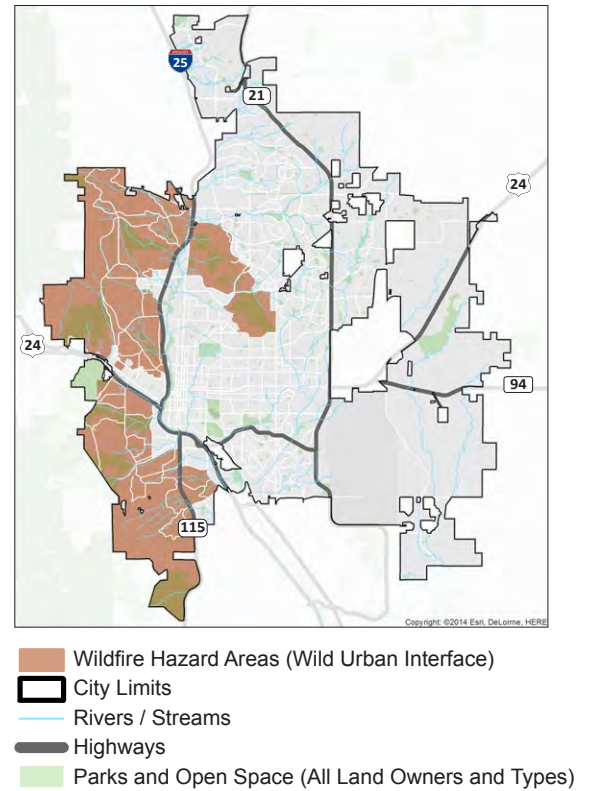 INTERSTATE
25
21
24
24
94
115
Copyright: ©2014 Esri, DeLorme, HERE
Wildfire Hazard Areas (Wild Urban Interface)
City Limits
Rivers / Streams
Highways
Parks and Open Space (All Land Owners and Types)